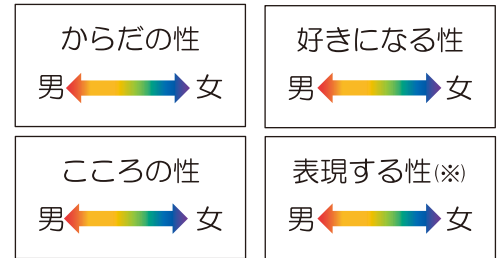 からだの性
男 女
好きになる性
男 女
こころの性
男 女
表現する性(※)
男 女